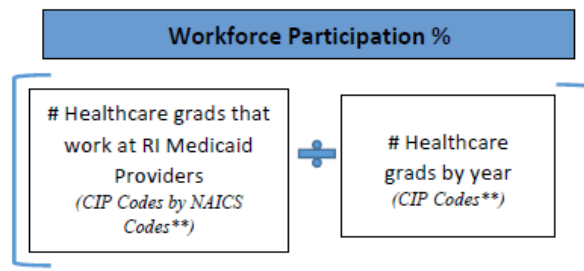 Workforce Participation %
# Healthcare grads that
work at RI Medicaid
Providers
(CIP Codes by NAICS
Codes**)
÷
# Healthcare
grads by year
(CIP Codes**)